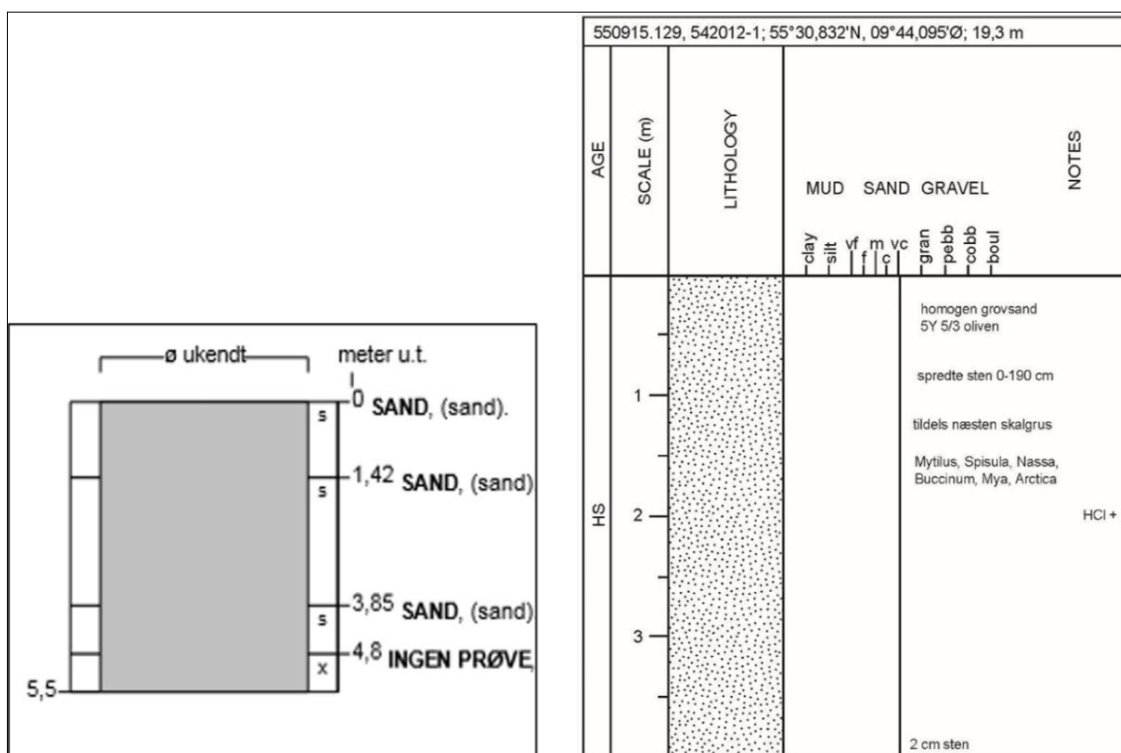 ø ukendt
meter u.t.
0 SAND, (sand).
s
1,42 SAND, (sand)
s
3,85 SAND, (sand)
s
4,8 INGEN PRØVE,
x
5,5
550915.129, 542012-1; 55°30,832'N, 09°44,095'Ø; 19,3 m
AGE
SCALE (m)
LITHOLOGY
MUD SAND GRAVEL
NOTES
clay
silt
vf
f
m
c
vc
gran
pebb
cobb
boul
homogen grovsand
5Y 5/3 oliven
spredte sten 0-190 cm
1
tildels næsten skalgrus
Mytilus, Spisula, Nassa,
Buccinum, Mya, Arctica
HS
2
HCl +
3
2 cm sten